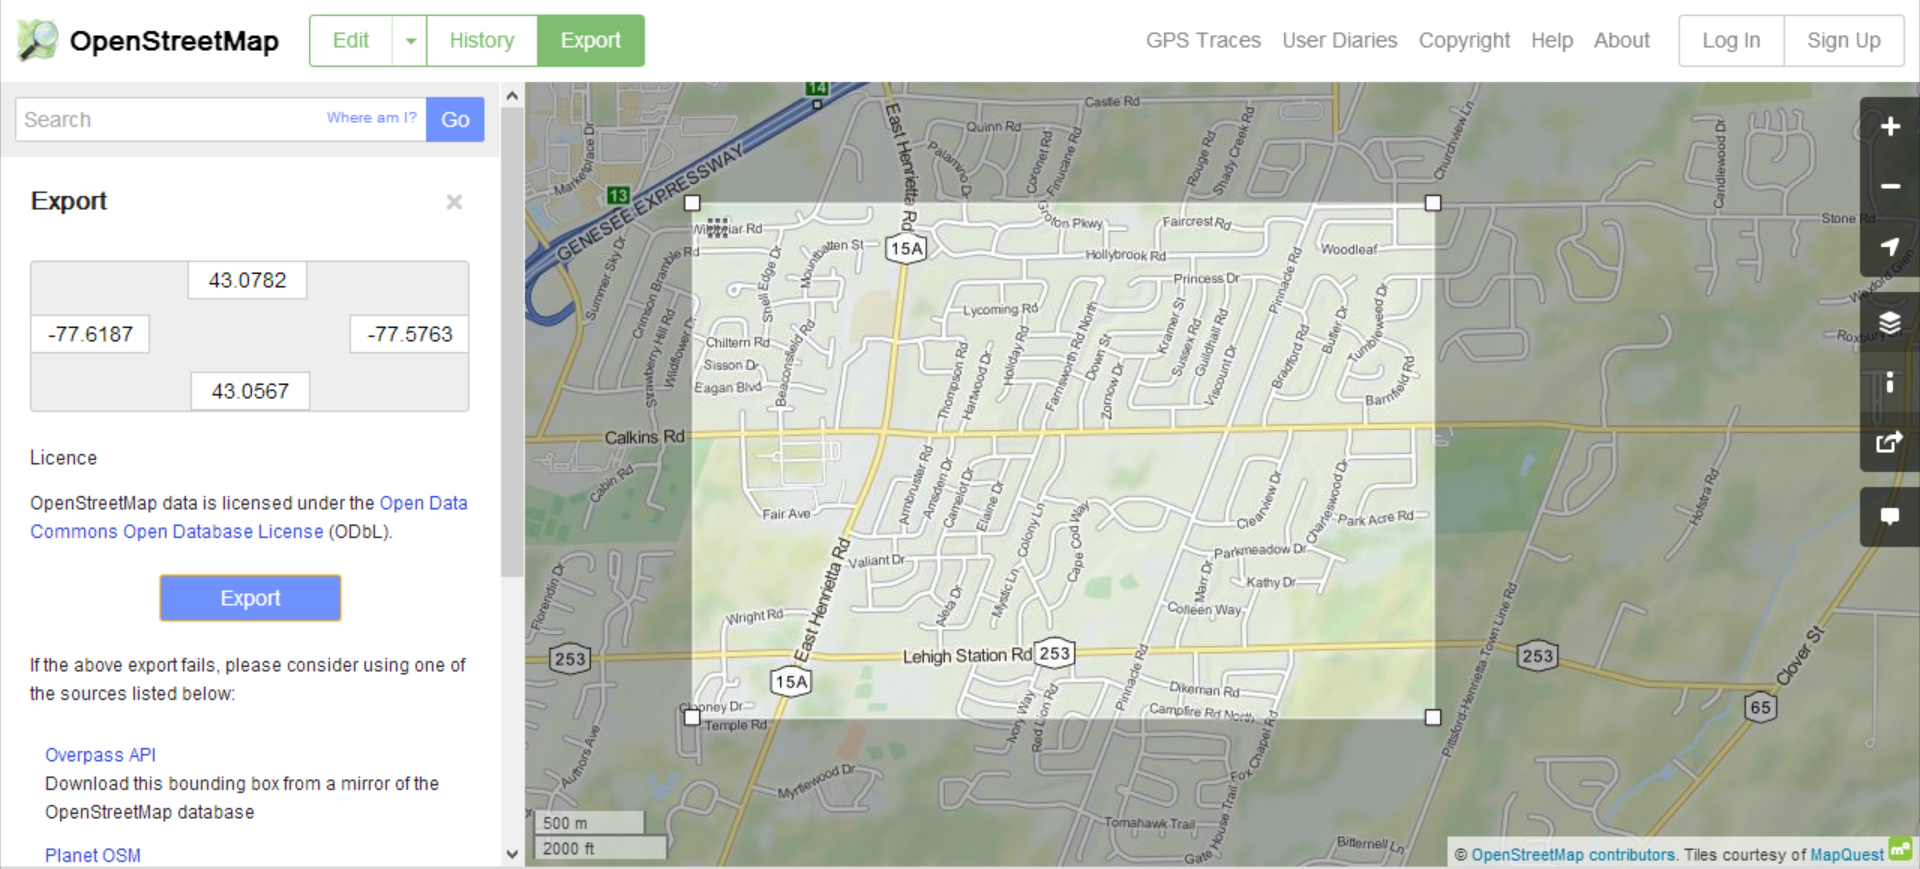 OpenStreetMap
Edit
History
Export
GPS Traces
User Diaries
Copyright
Help
About
Log In
Sign Up
Search
Where am I?
Go
Export
43.0782
-77.6187
-77.5763
43.0567
Licence
OpenStreetMap data is licensed under the Open Data
Commons Open Database License (ODbL).
Export
If the above export fails, please consider using one of
the sources listed below:
Overpass API
Download this bounding box from a mirror of the
OpenStreetMap database
Planet OSM
14
Castle Rd
Quinn Rd
East Henrietta Rd
Palamino Dr
Coronet Rd
Finucane Rd
Rouge Rd
Shady Creek Rd
Churchview Ln
Candlewood Dr
Marketplace Dr
13
GENESEE EXPRESSWAY
Stone Rd
Groton Pkwy
Faircrest Rd
15A
Mountbatten St
Hollybrook Rd
Woodleaf
Summer Sky Dr
Crimson Bramble Rd
Snell Edge Dr
Princess Dr
Pinnacle Rd
Wexford Glen
Lycoming Rd
Strawberry Hill Rd
Wildflower Dr
Chiltern Rd
Sisson Dr
Eagan Blvd
Beaconsfield Rd
Thompson Rd
Hartwood Dr
Holiday Rd
Farnsworth Rd North
Down St
Zornow Dr
Kramer St
Sussex Rd
Guildhall Rd
Viscount Dr
Bradford Rd
Butler Dr
Tumbleweed Dr
Barnfield Rd
Calkins Rd
Cabin Rd
Fair Ave
Armbruster Rd
Amsden Dr
Camelot Dr
Elaine Dr
Colony Ln
Cape Cod Way
Clearview Dr
Charleswood Dr
Park Acre Rd
Hofstra Rd
Valiant Dr
Parkmeadow Dr
Kathy Dr
Marr Dr
Mystic Ln
Aleta Dr
Colleen Way
Florendin Dr
Wright Rd
East Henrietta Rd
Pittsford-Henrietta Town Line Rd
Clover St
253
Lehigh Station Rd
253
253
15A
65
Pinnacle Rd
Dikeman Rd
Campfire Rd North
Temple Rd
Ivory Way
Red Lion Rd
Fox Chapel Rd
Authors Ave
Myrtlewood Dr
Tomahawk Trail
Gate House Trail
Bitternell Ln
500 m
2000 ft
© OpenStreetMap contributors. Tiles courtesy of MapQuest